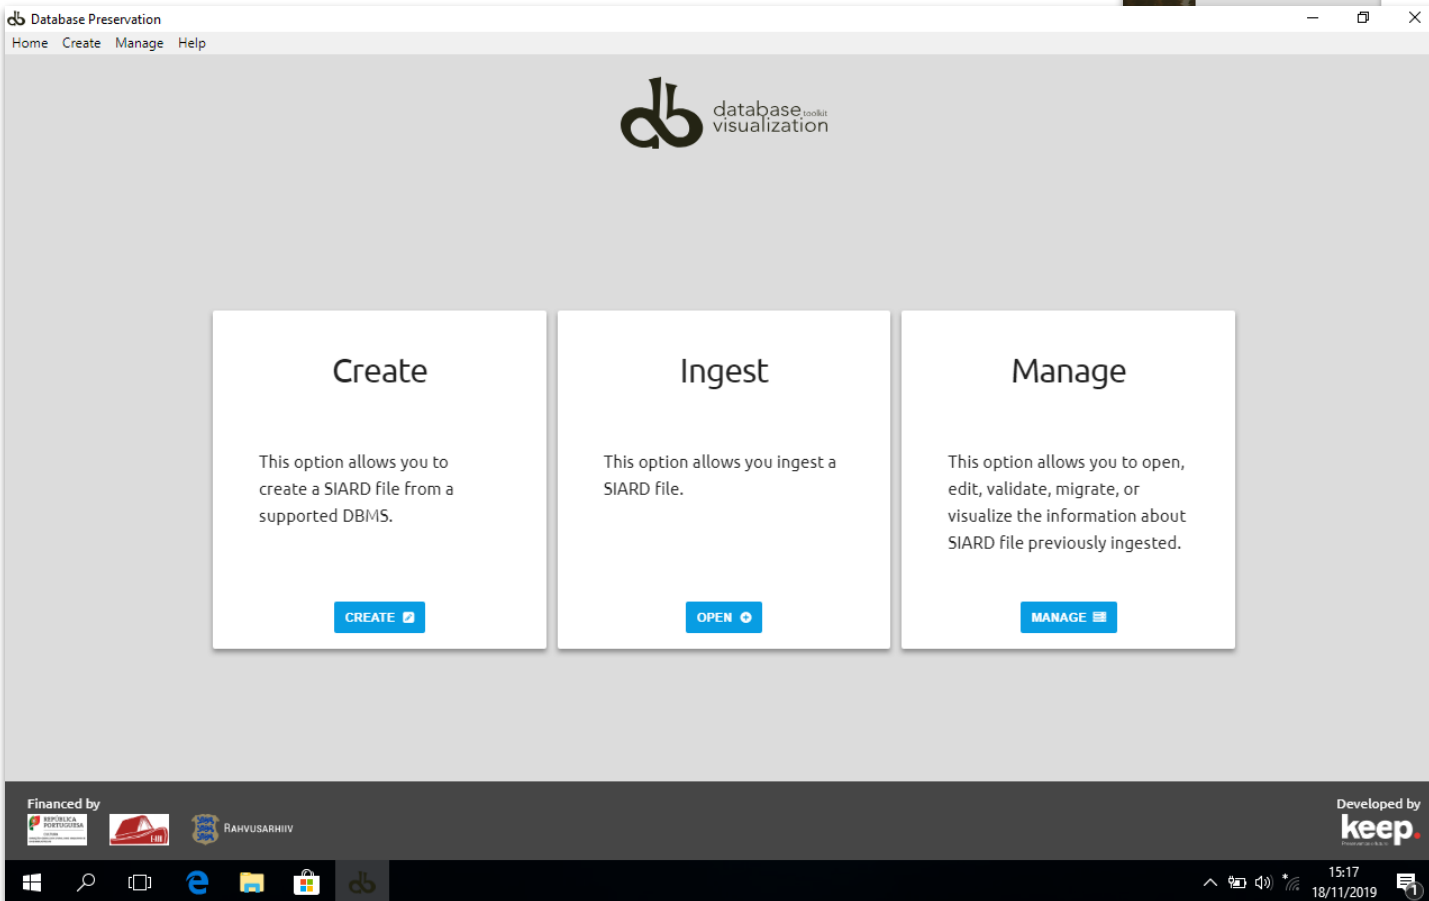 Database Preservation
Home Create Manage Help
database toolkit
visualization
Create
This option allows you to
create a SIARD file from a
supported DBMS.
CREATE
Ingest
This option allows you ingest a
SIARD file.
OPEN
Manage
This option allows you to open,
edit, validate, migrate, or
visualize the information about
SIARD file previously ingested.
MANAGE
Financed by
REPÚBLICA
PORTUGUESA
I-III
RAHVUSARHIIV
Developed by
keep.
15:17
18/11/2019
1